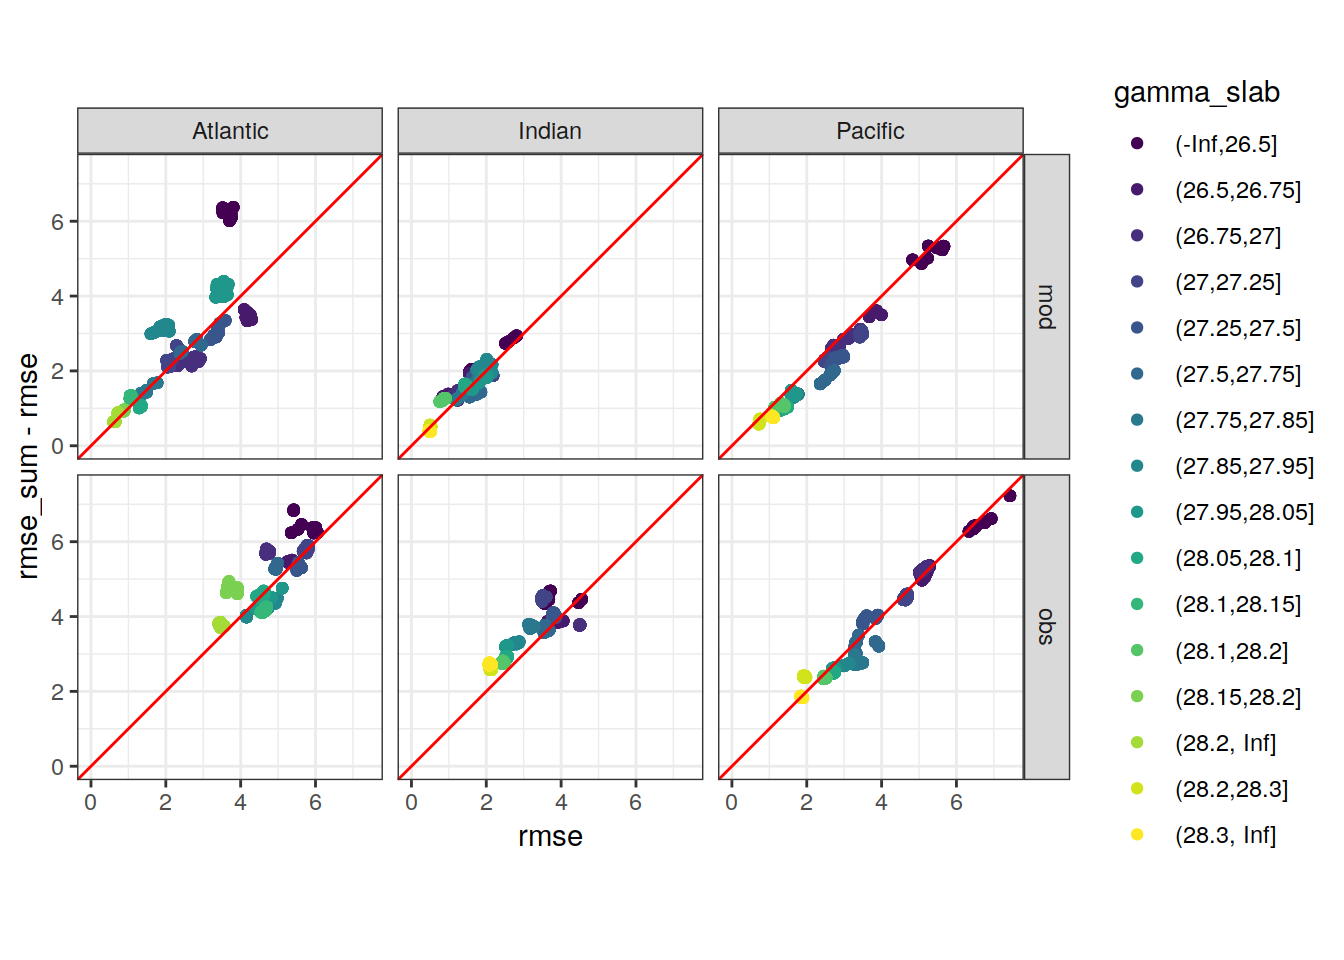 Atlantic
Indian
Pacific
mod
obs
6
4
2
0
6
4
2
0
0 2 4 6
0 2 4 6
0 2 4 6
rmse
rmse_sum - rmse
gamma_slab
(-Inf,26.5]
(26.5,26.75]
(26.75,27]
(27,27.25]
(27.25,27.5]
(27.5,27.75]
(27.75,27.85]
(27.85,27.95]
(27.95,28.05]
(28.05,28.1]
(28.1,28.15]
(28.1,28.2]
(28.15,28.2]
(28.2, Inf]
(28.2,28.3]
(28.3, Inf]